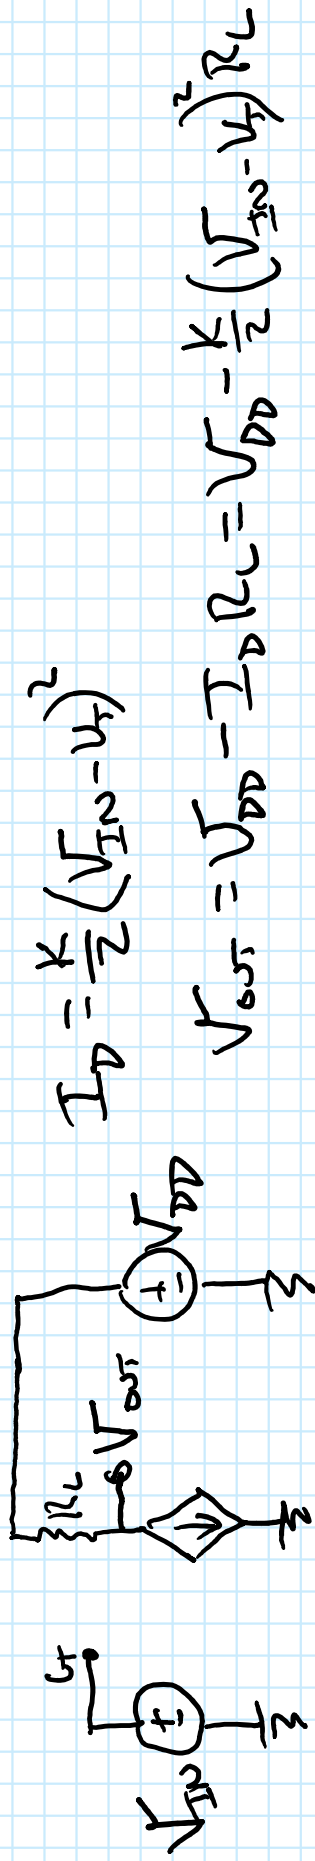 V_IN
G
+
-
R_L
V_OUT
+
-
V_DD
I_D = K/2 (V_IN - V_T)^2
V_OUT = V_DD - I_D R_L = V_DD - K/2 (V_IN - V_T)^2 R_L